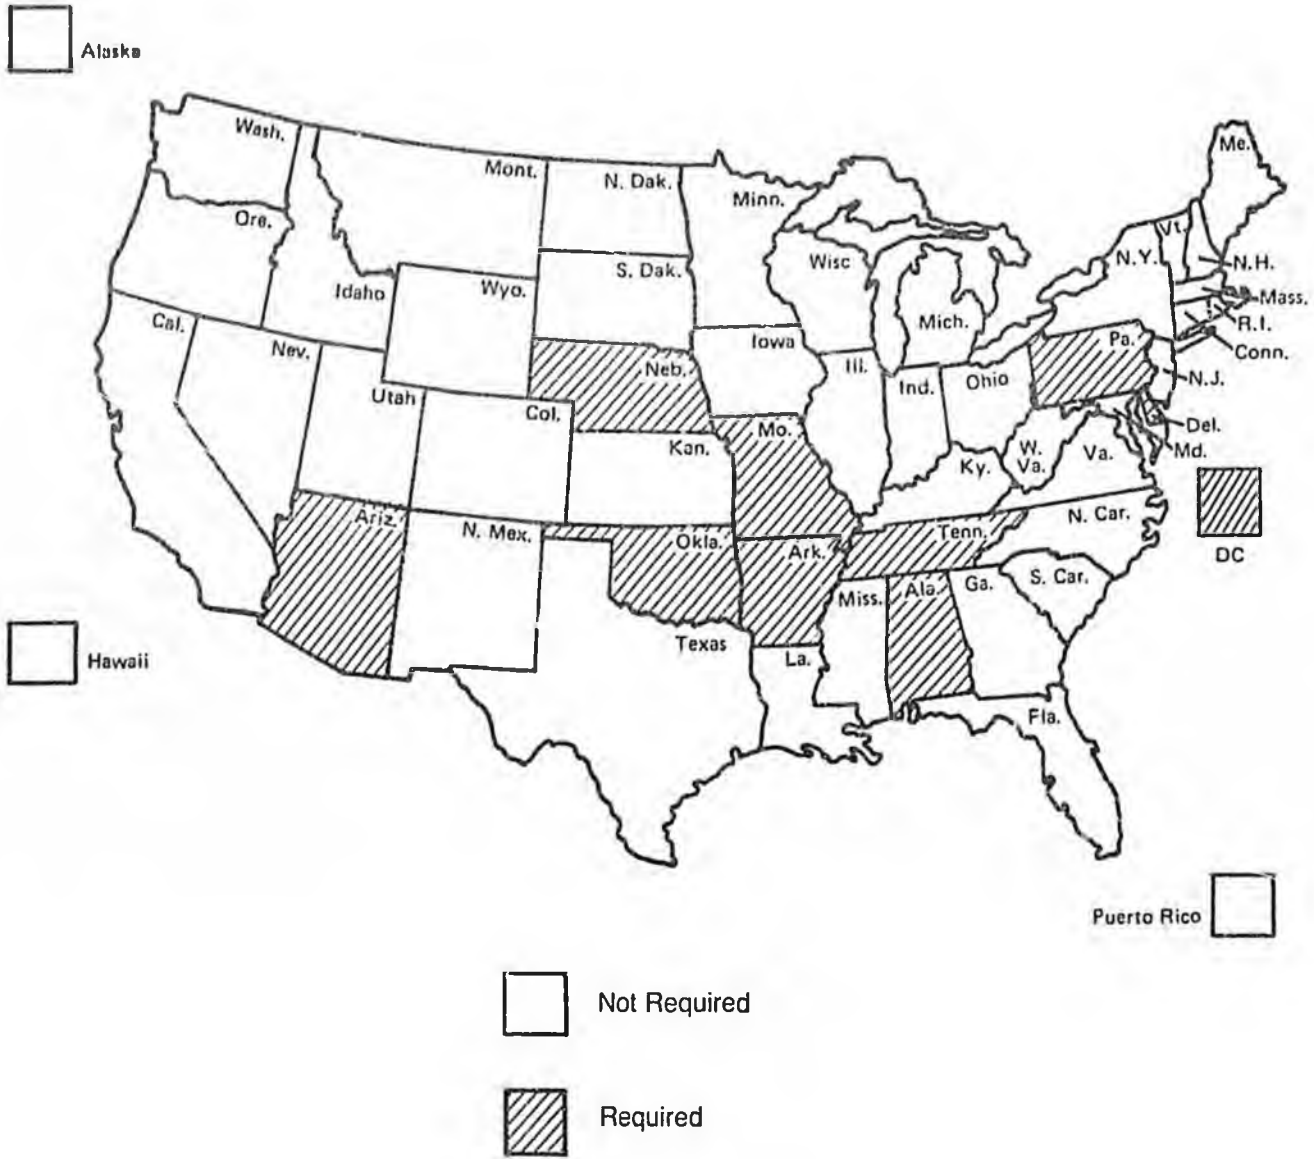 Alaska
Wash.
Mont.
N. Dak.
Minn.
Me.
Ore.
Vt.
Wisc
N.Y.
N.H.
S. Dak.
Idaho
Wyo.
Mass.
Mich.
R.I.
Cal.
Nev.
Iowa
Pa.
Conn.
Ill.
Ind.
Ohio
N.J.
Neb.
Utah
Col.
Mo.
Del.
Kan.
Ky.
W.
Va.
Va.
Md.
Ariz.
N. Mex.
Okla.
Ark.
Tenn.
N. Car.
DC
Miss.
Ala.
Ga.
S. Car.
Hawaii
Texas
La.
Fla.
Puerto Rico
Not Required
Required